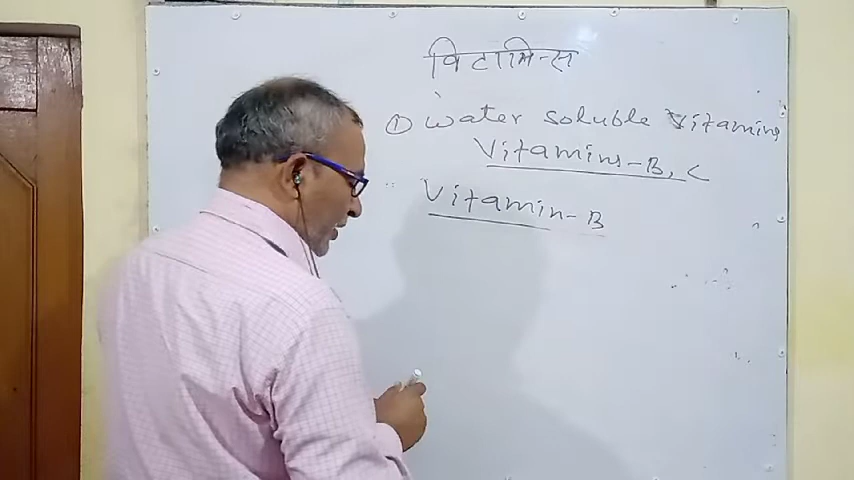 विटामिन्स
① water soluble Vitamins
Vitamins-B, C
Vitamin-B